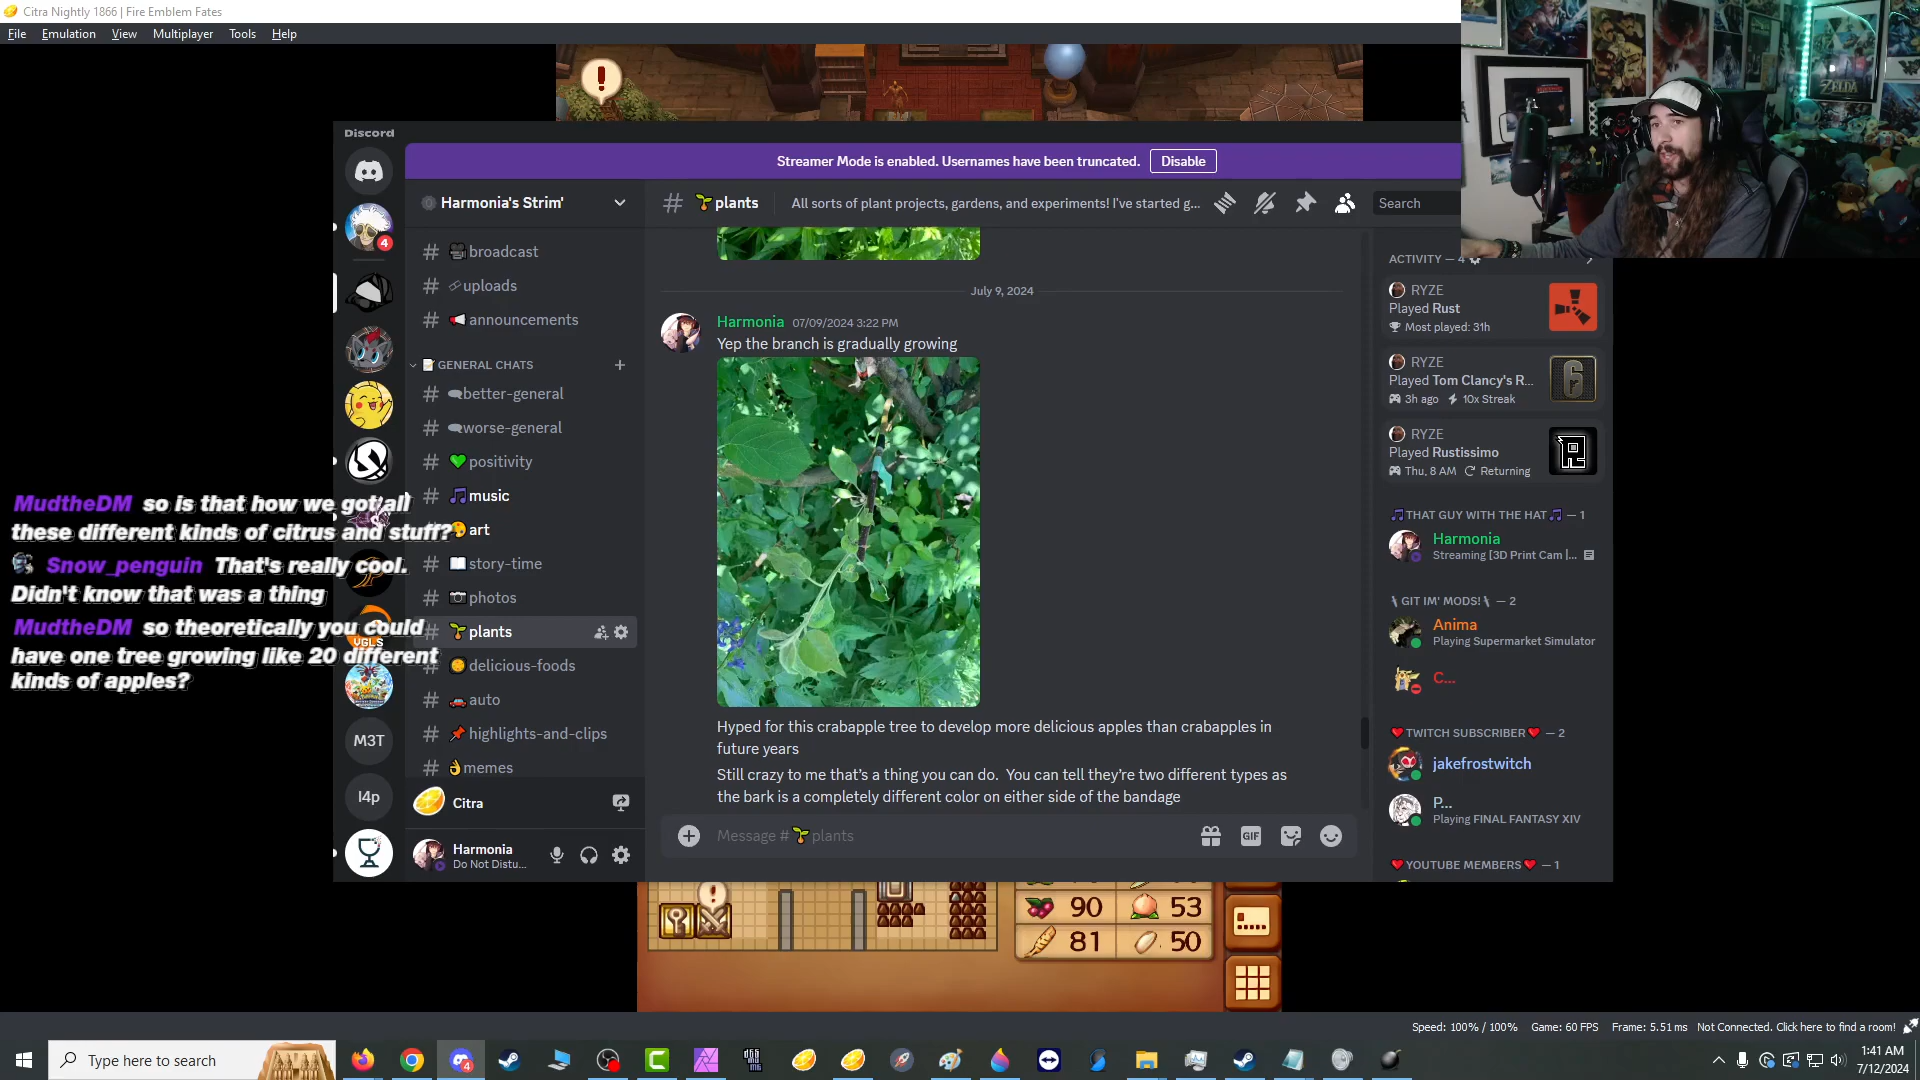 Citra Nightly 1866 | Fire Emblem Fates
File Emulation View Multiplayer Tools Help
Discord
Streamer Mode is enabled. Usernames have been truncated. Disable
Harmonia's Strim'
plants
All sorts of plant projects, gardens, and experiments! I've started g...
Search
4
broadcast
uploads
announcements
GENERAL CHATS
better-general
worse-general
positivity
music
art
story-time
photos
plants
delicious-foods
auto
highlights-and-clips
memes
VGLS
M3T
I4p
Citra
Harmonia
Do Not Distu...
MudtheDM so is that how we got all
these different kinds of citrus and stuff?
Snow_penguin That's really cool.
Didn't know that was a thing
MudtheDM so theoretically you could
have one tree growing like 20 different
kinds of apples?
July 9, 2024
Harmonia 07/09/2024 3:22 PM
Yep the branch is gradually growing
Hyped for this crabapple tree to develop more delicious apples than crabapples in
future years
Still crazy to me that's a thing you can do. You can tell they're two different types as
the bark is a completely different color on either side of the bandage
Message # plants
GIF
ACTIVITY — 4
RYZE
Played Rust
Most played: 31h
RYZE
Played Tom Clancy's R...
3h ago 10x Streak
6
RYZE
Played Rustissimo
Thu, 8 AM Returning
THAT GUY WITH THE HAT — 1
Harmonia
Streaming [3D Print Cam |...
GIT IM' MODS! — 2
Anima
Playing Supermarket Simulator
C...
TWITCH SUBSCRIBER — 2
jakefrostwitch
P...
Playing FINAL FANTASY XIV
YOUTUBE MEMBERS — 1
ZELDA
90 53
81 50
Speed: 100% / 100% Game: 60 FPS Frame: 5.51 ms Not Connected. Click here to find a room!
Type here to search
4
1:41 AM
7/12/2024